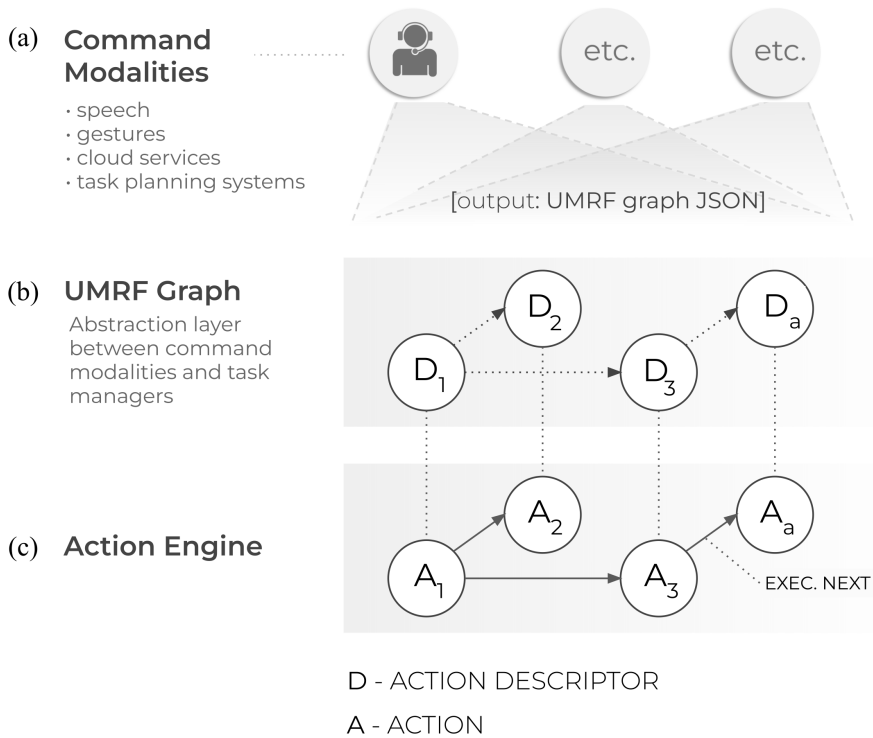 (a) Command
Modalities
· speech
· gestures
· cloud services
· task planning systems
etc.
etc.
[output: UMRF graph JSON]
(b) UMRF Graph
Abstraction layer
between command
modalities and task
managers
D2
Da
D1
D3
(c) Action Engine
A2
Aa
A1
A3
EXEC. NEXT
D - ACTION DESCRIPTOR
A - ACTION